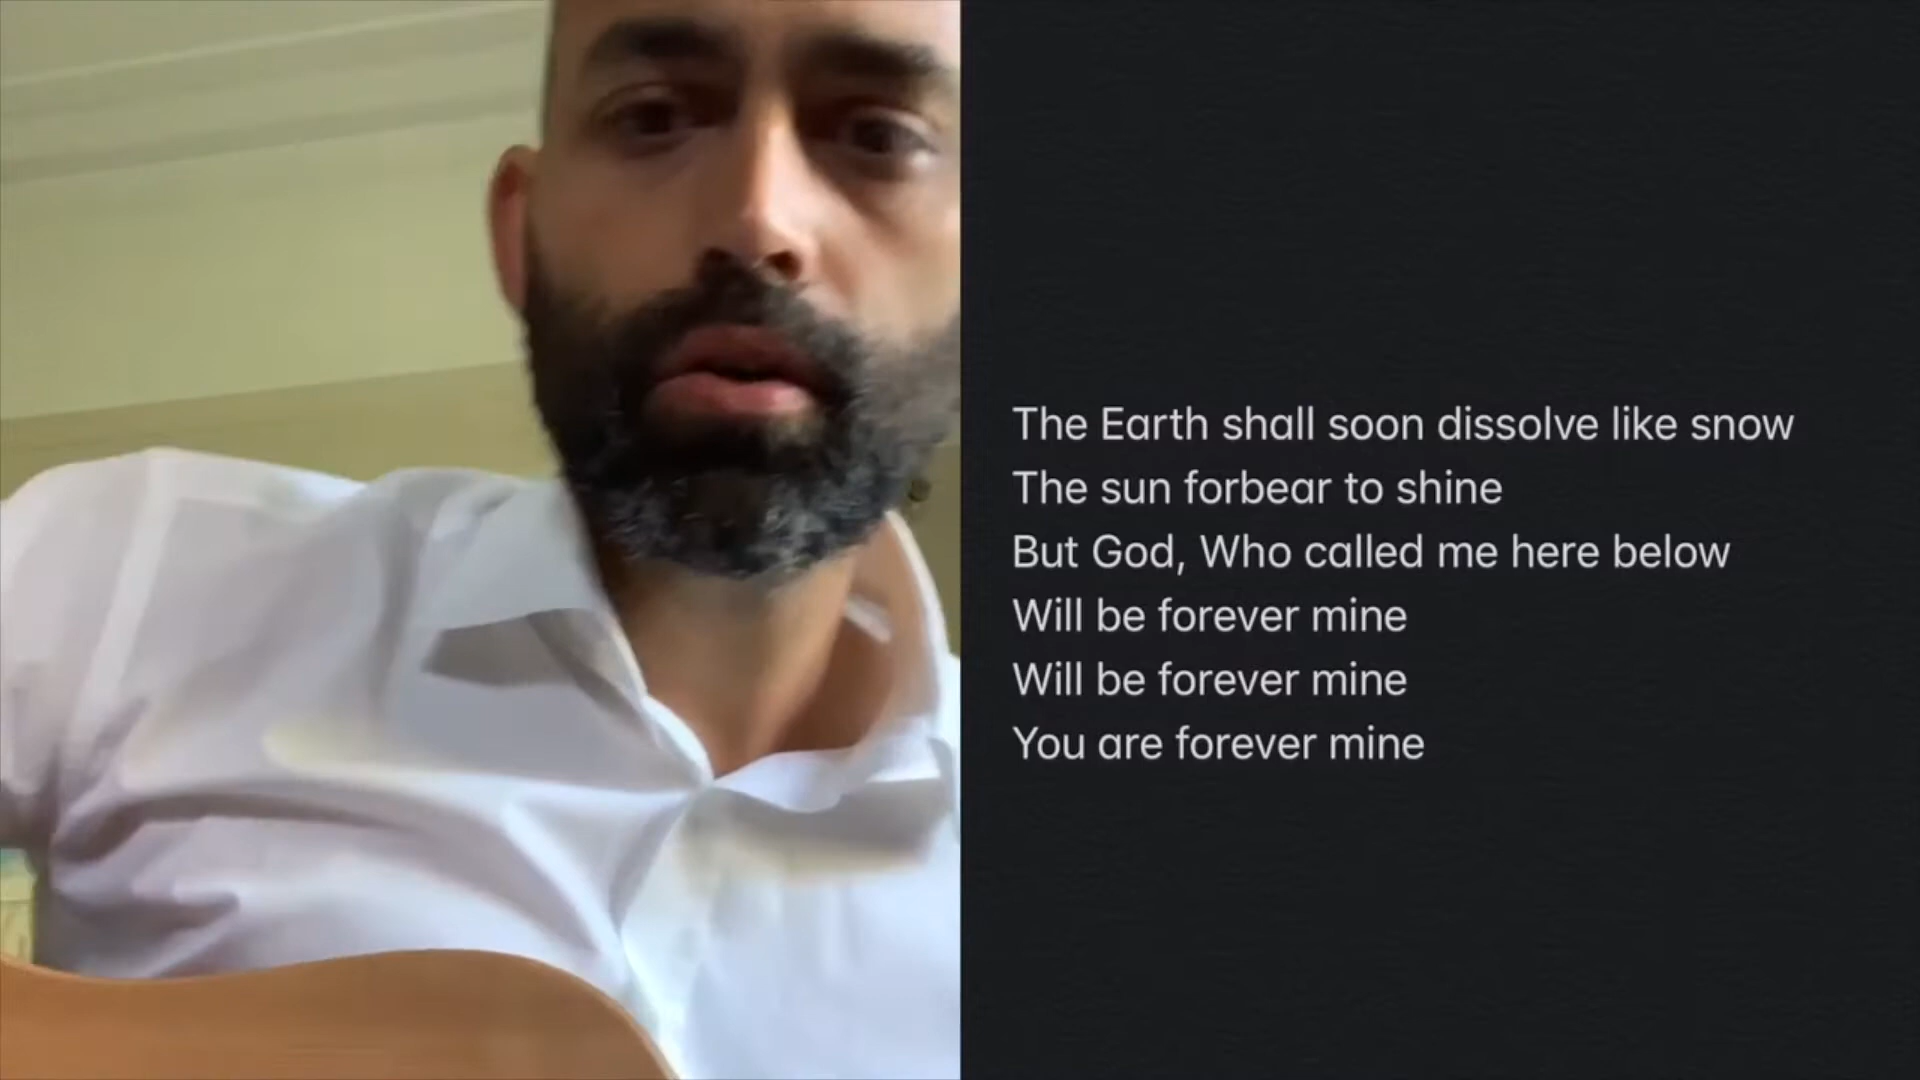 The Earth shall soon dissolve like snow
The sun forbear to shine
But God, Who called me here below
Will be forever mine
Will be forever mine
You are forever mine